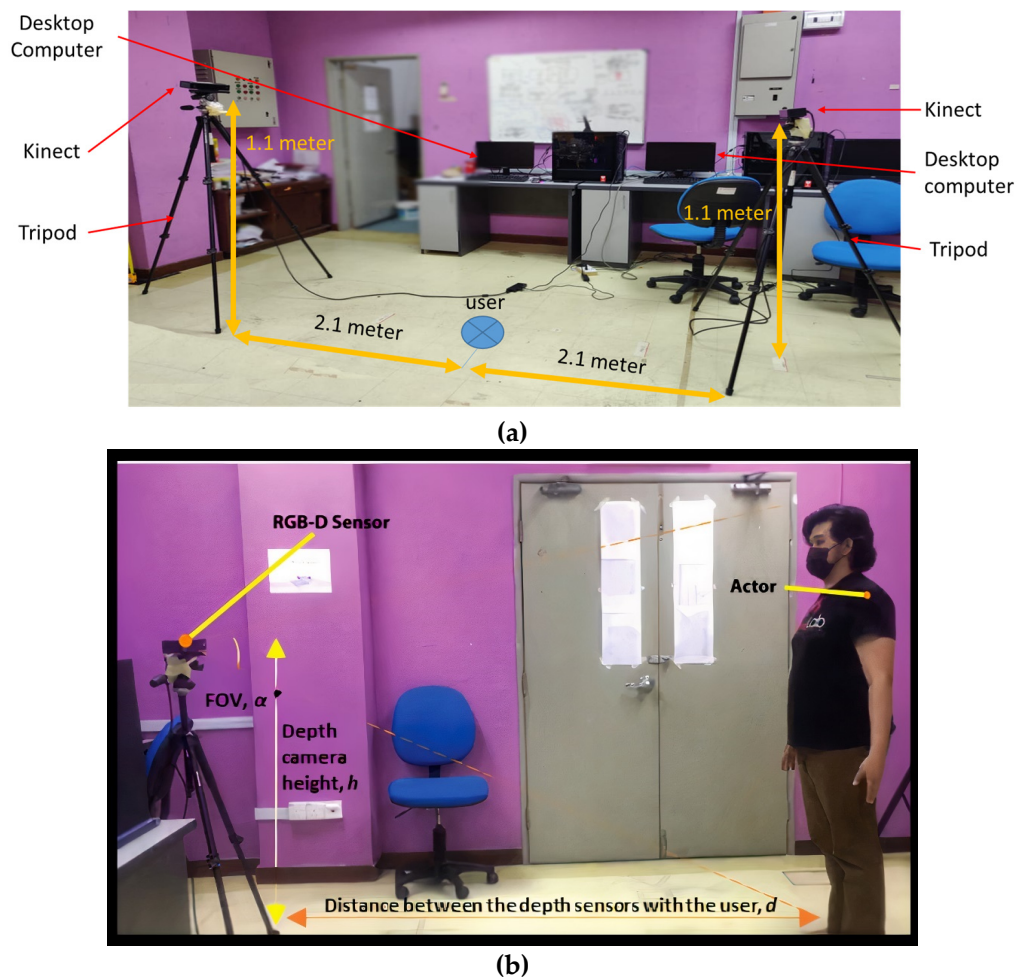 Desktop
Computer
Kinect
Kinect
1.1 meter
Desktop
computer
1.1 meter
Tripod
Tripod
user
2.1 meter
2.1 meter
(a)
RGB-D Sensor
Actor
Lab
FOV, α
Depth
camera
height, h
Distance between the depth sensors with the user, d
(b)